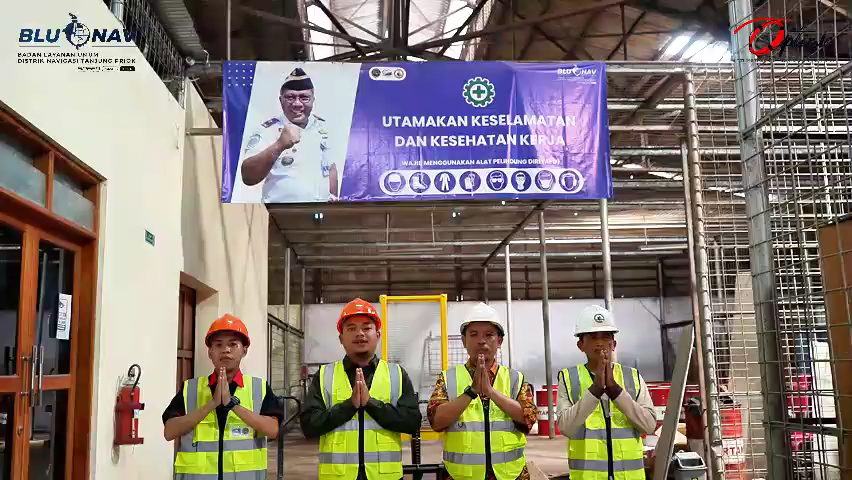 BLU NAV
BADAN LAYANAN UMUM
DISTRIK NAVIGASI TANJUNG PRIOK
BLU NAV
UTAMAKAN KESELAMATAN
DAN KESEHATAN KERJA
WAJIB MENGGUNAKAN ALAT PELINDUNG DIRI (APD)